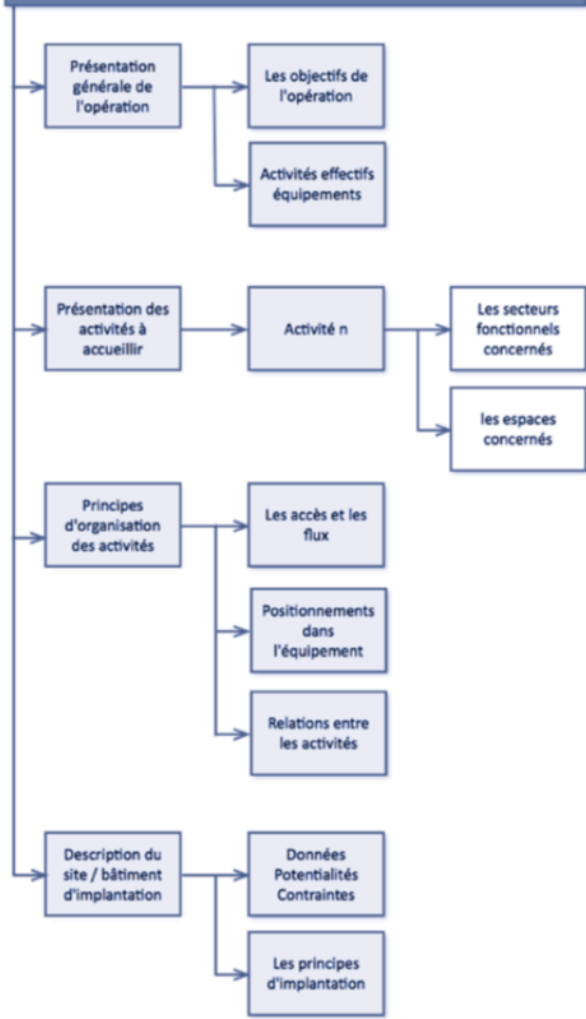 Présentation
générale de
l'opération
Les objectifs de
l'opération
Activités effectifs
équipements
Présentation des
activités à
accueillir
Activité n
Les secteurs
fonctionnels
concernés
les espaces
concernés
Principes
d'organisation
des activités
Les accès et les
flux
Positionnements
dans
l'équipement
Relations entre
les activités
Description du
site / bâtiment
d'implantation
Données
Potentialités
Contraintes
Les principes
d'implantation